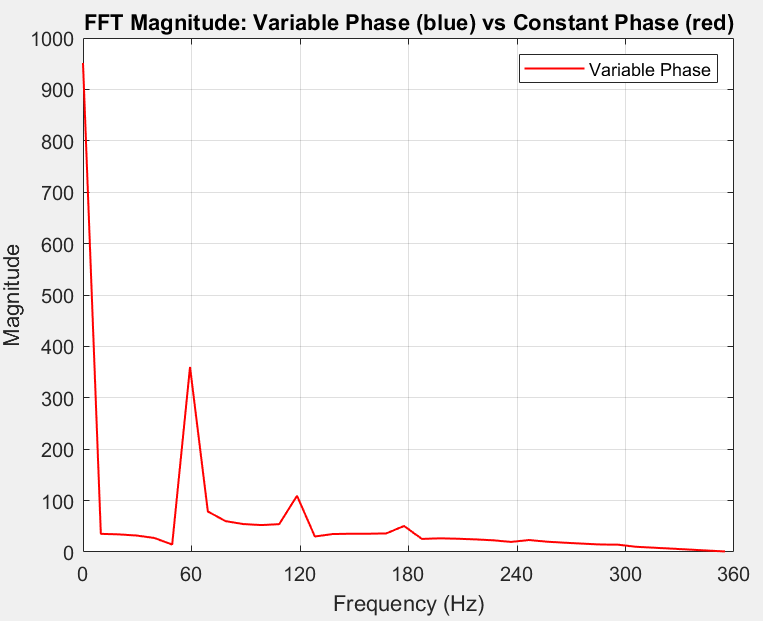 FFT Magnitude: Variable Phase (blue) vs Constant Phase (red)
Variable Phase
1000
900
800
700
600
500
400
300
200
100
0
Magnitude
0 60 120 180 240 300 360
Frequency (Hz)